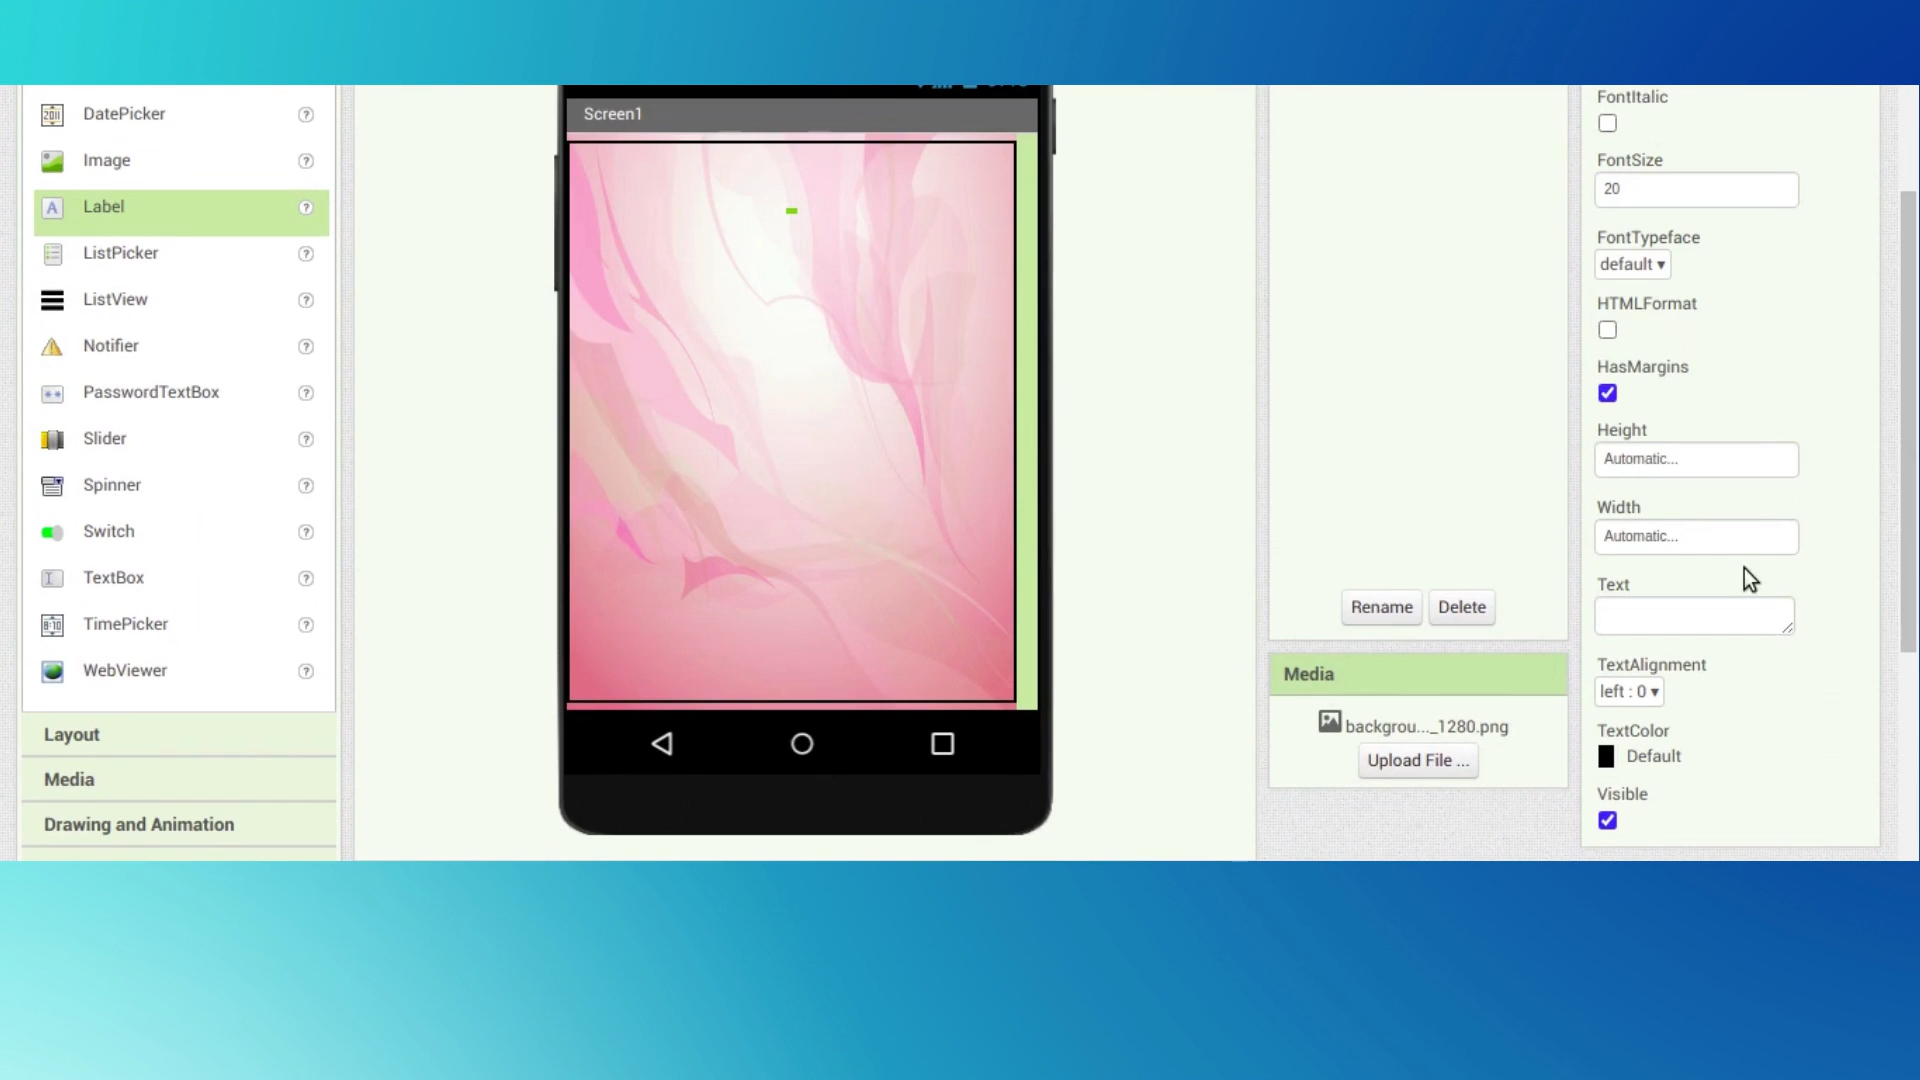 DatePicker
Image
Label
ListPicker
ListView
Notifier
PasswordTextBox
Slider
Spinner
Switch
TextBox
TimePicker
WebViewer
Layout
Media
Drawing and Animation
Screen1
Rename
Delete
Media
backgrou..._1280.png
Upload File ...
FontItalic
FontSize
20
FontTypeface
default ▾
HTMLFormat
HasMargins
Height
Automatic...
Width
Automatic...
Text
TextAlignment
left : 0 ▾
TextColor
Default
Visible